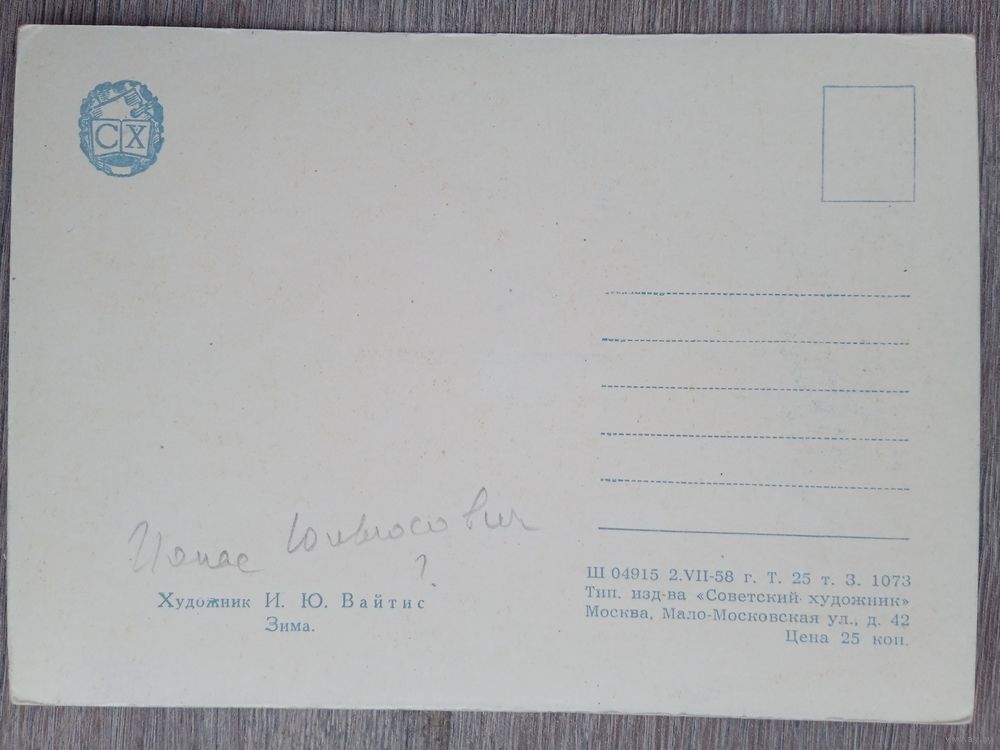 СХ
Ионас Юлиосович
?
Художник И. Ю. Вайтис
Зима.
Ш 04915 2.VII-58 г. Т. 25 т. З. 1073
Тип. изд-ва «Советский художник»
Москва, Мало-Московская ул., д. 42
Цена 25 коп.